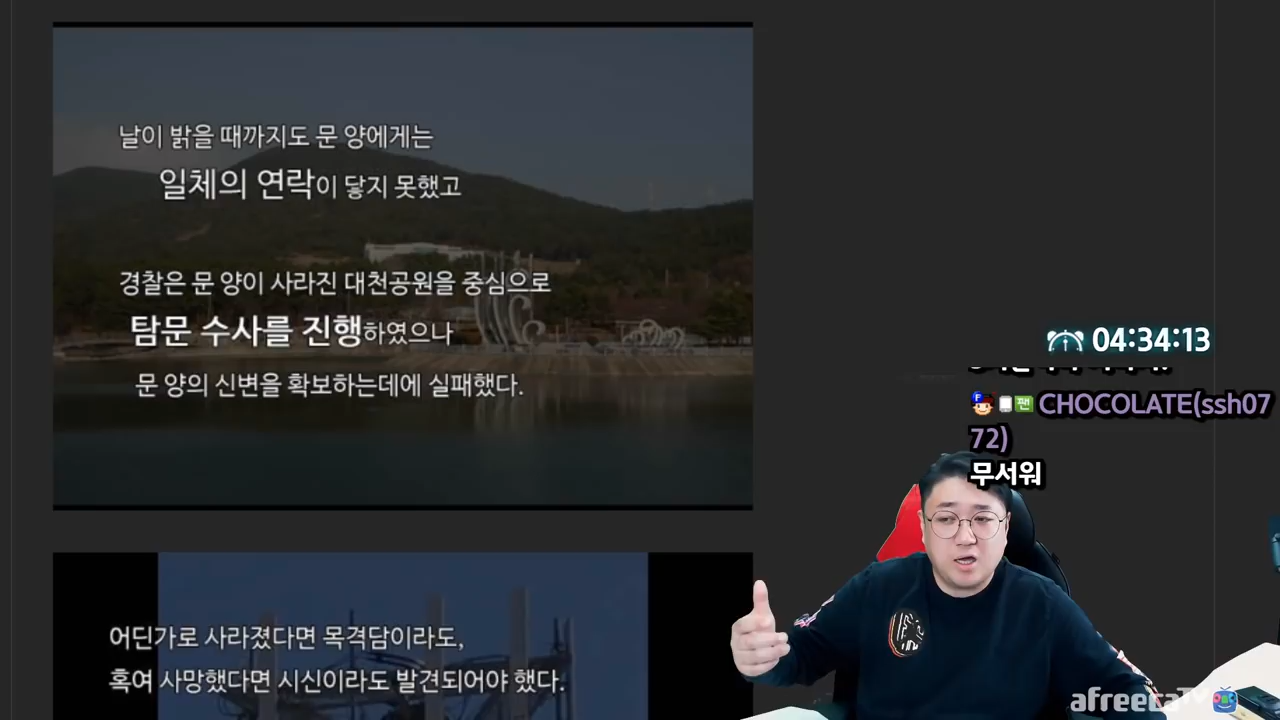 날이 밝을 때까지도 문 양에게는
일체의 연락이 닿지 못했고
경찰은 문 양이 사라진 대천공원을 중심으로
탐문 수사를 진행하였으나
문 양의 신변을 확보하는데에 실패했다.
어딘가로 사라졌다면 목격담이라도,
혹여 사망했다면 시신이라도 발견되어야 했다.
04:34:13
F 팬 CHOCOLATE(ssh07
72)
무서워
afreecaTV